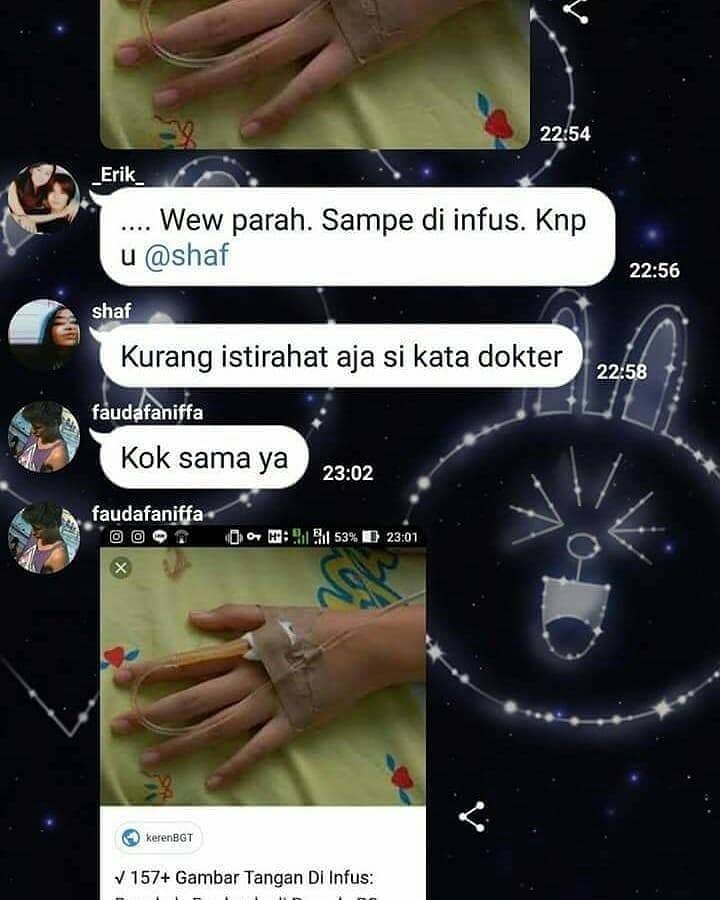 22:54
_Erik_
.... Wew parah. Sampe di infus. Knp
u @shaf
22:56
shaf
Kurang istirahat aja si kata dokter
22:58
faudafaniffa
Kok sama ya
23:02
faudafaniffa
53% 23:01
kerenBGT
√ 157+ Gambar Tangan Di Infus: